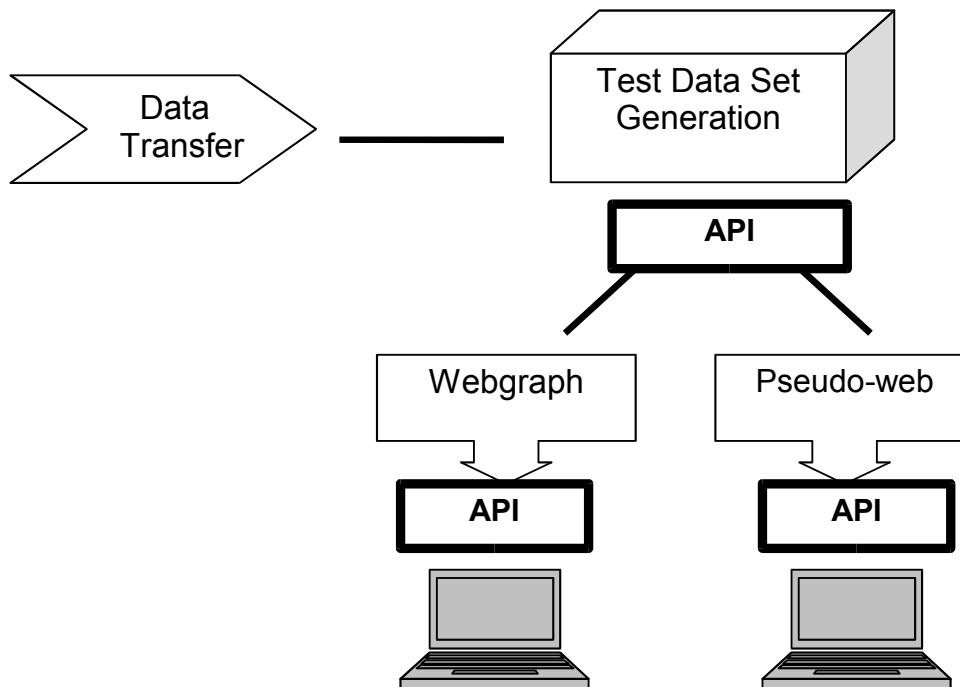 Data
Transfer
Test Data Set
Generation
API
Webgraph
Pseudo-web
API
API